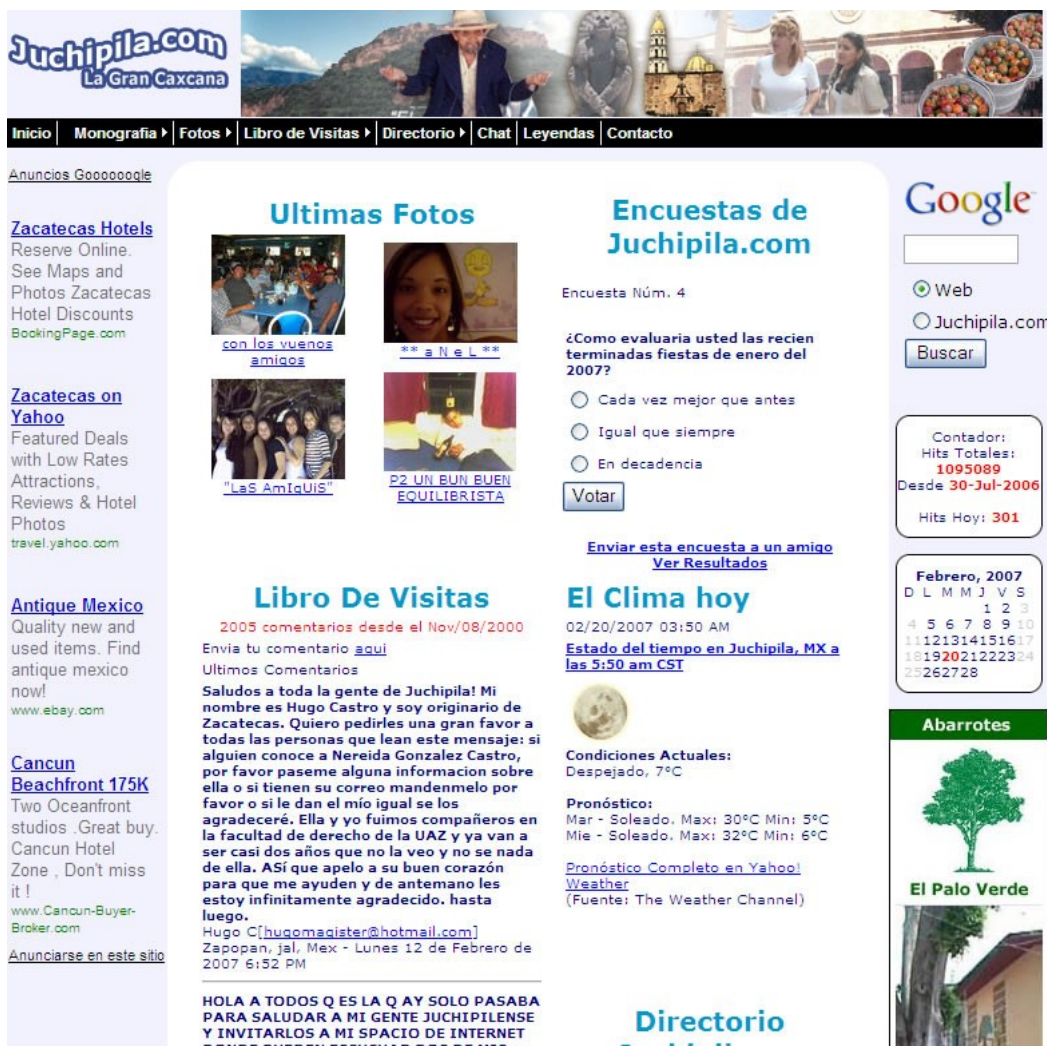 Juchipila.com
La Gran Caxcana
Inicio
Monografia
Fotos
Libro de Visitas
Directorio
Chat
Leyendas
Contacto
Anuncios Goooooogle
Zacatecas Hotels
Reserve Online.
See Maps and
Photos Zacatecas
Hotel Discounts
BookingPage.com
Zacatecas on
Yahoo
Featured Deals
with Low Rates
Attractions,
Reviews & Hotel
Photos
travel.yahoo.com
Antique Mexico
Quality new and
used items. Find
antique mexico
now!
www.ebay.com
Cancun
Beachfront 175K
Two Oceanfront
studios .Great buy.
Cancun Hotel
Zone , Don't miss
it !
www.Cancun-Buyer-
Broker.com
Anunciarse en este sitio
Ultimas Fotos
con los vuenos
amigos
** a N e L **
"LaS AmIgUiS"
P2 UN BUN BUEN
EQUILIBRISTA
Encuestas de
Juchipila.com
Encuesta Núm. 4
¿Como evaluaria usted las recien
terminadas fiestas de enero del
2007?
Cada vez mejor que antes
Igual que siempre
En decadencia
Votar
Enviar esta encuesta a un amigo
Ver Resultados
Libro De Visitas
2005 comentarios desde el Nov/08/2000
Envia tu comentario aqui
Ultimos Comentarios
Saludos a toda la gente de Juchipila! Mi
nombre es Hugo Castro y soy originario de
Zacatecas. Quiero pedirles una gran favor a
todas las personas que lean este mensaje: si
alguien conoce a Nereida Gonzalez Castro,
por favor paseme alguna informacion sobre
ella o si tienen su correo mandenmelo por
favor o si le dan el mío igual se los
agradeceré. Ella y yo fuimos compañeros en
la facultad de derecho de la UAZ y ya van a
ser casi dos años que no la veo y no se nada
de ella. ASí que apelo a su buen corazón
para que me ayuden y de antemano les
estoy infinitamente agradecido. hasta
luego.
Hugo C[hugomagister@hotmail.com]
Zapopan, jal, Mex - Lunes 12 de Febrero de
2007 6:52 PM
HOLA A TODOS Q ES LA Q AY SOLO PASABA
PARA SALUDAR A MI GENTE JUCHIPILENSE
Y INVITARLOS A MI SPACIO DE INTERNET
El Clima hoy
02/20/2007 03:50 AM
Estado del tiempo en Juchipila, MX a
las 5:50 am CST
Condiciones Actuales:
Despejado, 7°C
Pronóstico:
Mar - Soleado. Max: 30°C Min: 5°C
Mie - Soleado. Max: 32°C Min: 6°C
Pronóstico Completo en Yahoo!
Weather
(Fuente: The Weather Channel)
Directorio
Google
Web
Juchipila.com
Buscar
Contador:
Hits Totales:
1095089
Desde 30-Jul-2006
Hits Hoy: 301
Febrero, 2007
D L M M J V S
1 2 3
4 5 6 7 8 9 10
11 12 13 14 15 16 17
18 19 20 21 22 23 24
25 26 27 28
Abarrotes
El Palo Verde